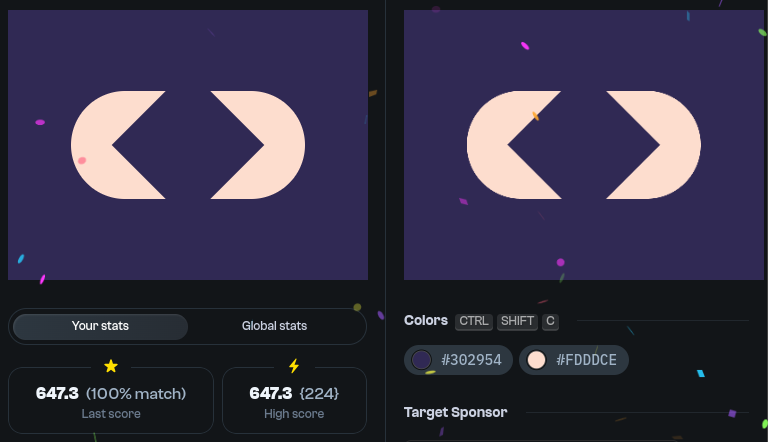 Your stats
Global stats
647.3 (100% match)
Last score
647.3 {224}
High score
Colors CTRL SHIFT C
#302954
#FDDDCE
Target Sponsor